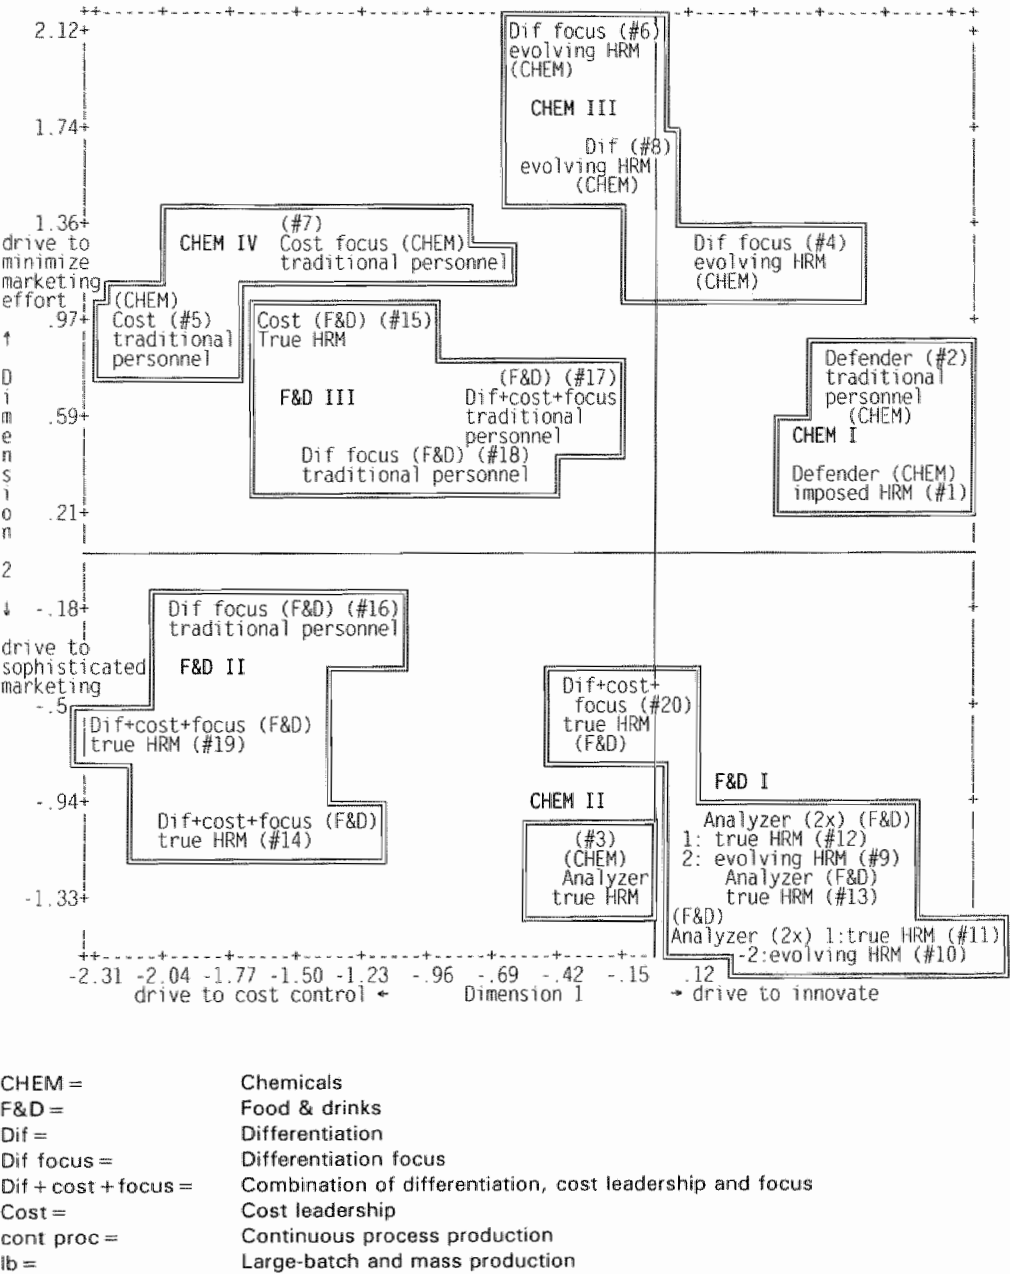 2.12
Dif focus (#6)
evolving HRM
(CHEM)
CHEM III
1.74
Dif (#8)
evolving HRM
(CHEM)
1.36
drive to
minimize
marketing
effort
(#7)
CHEM IV Cost focus (CHEM)
traditional personnel
Dif focus (#4)
evolving HRM
(CHEM)
(CHEM)
Cost (#5)
traditional
personnel
.97
Cost (F&D) (#15)
True HRM
↑
Dimension
2
↓
(F&D) (#17)
F&D III
Dif+cost+focus
traditional
personnel
Dif focus (F&D) (#18)
traditional personnel
Defender (#2)
traditional
personnel
(CHEM)
CHEM I
Defender (CHEM)
imposed HRM (#1)
.59
.21
-.18
Dif focus (F&D) (#16)
traditional personnel
drive to
sophisticated
marketing
F&D II
-.5
Dif+cost+focus (F&D)
true HRM (#19)
Dif+cost+
focus (#20)
true HRM
(F&D)
F&D I
-.94
CHEM II
Dif+cost+focus (F&D)
true HRM (#14)
(#3)
(CHEM)
Analyzer
true HRM
Analyzer (2x) (F&D)
1: true HRM (#12)
2: evolving HRM (#9)
Analyzer (F&D)
true HRM (#13)
(F&D)
Analyzer (2x) 1:true HRM (#11)
-2:evolving HRM (#10)
-1.33
-2.31 -2.04 -1.77 -1.50 -1.23 -.96 -.69 -.42 -.15 .12
drive to cost control ← Dimension 1 → drive to innovate
CHEM = Chemicals
F&D = Food & drinks
Dif = Differentiation
Dif focus = Differentiation focus
Dif + cost + focus = Combination of differentiation, cost leadership and focus
Cost = Cost leadership
cont proc = Continuous process production
lb = Large-batch and mass production